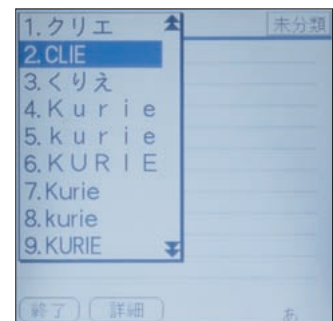 1.クリエ
未分類
2.CLIE
3.くりえ
4.Ｋｕｒｉｅ
5.ｋｕｒｉｅ
6.ＫＵＲＩＥ
7.Kurie
8.kurie
9.KURIE
終了 詳細 あ